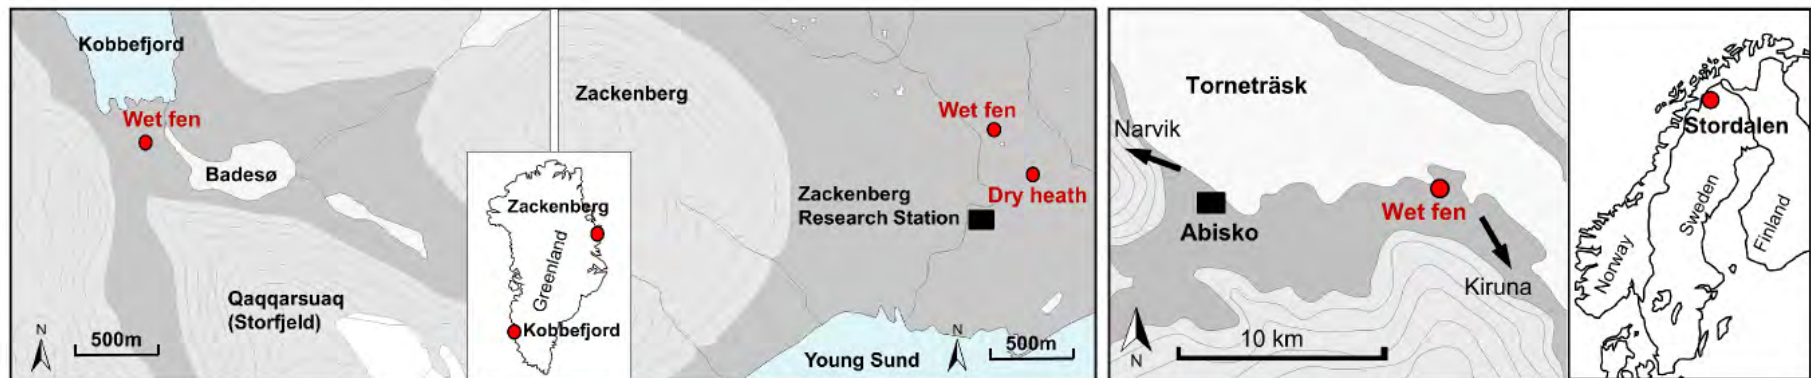 Kobbefjord
Wet fen
Badesø
Qaqqarsuaq
(Storfjeld)
N
500m
Zackenberg
Greenland
Kobbefjord
Zackenberg
Wet fen
Dry heath
Zackenberg
Research Station
Young Sund
N
500m
Torneträsk
Narvik
Abisko
Wet fen
Kiruna
N
10 km
Stordalen
Sweden
Finland
Norway